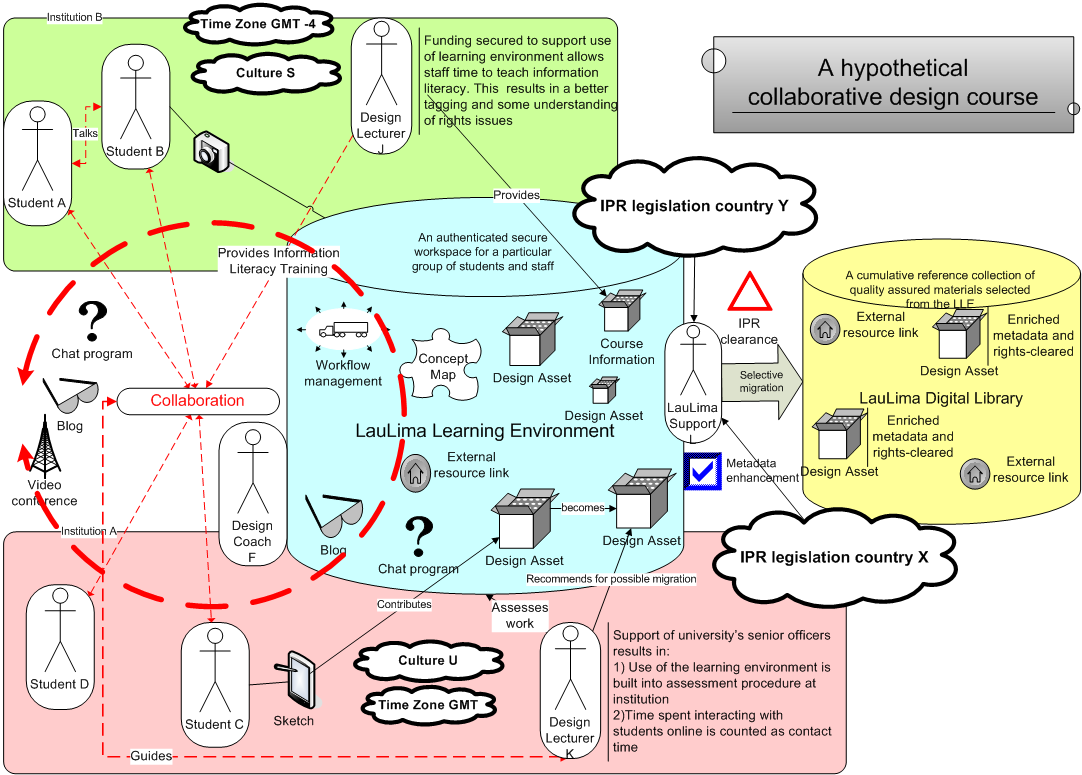 Institution B
Time Zone GMT -4
Culture S
Student A
Talks
Student B
Design
Lecturer
J
Funding secured to support use
of learning environment allows
staff time to teach information
literacy. This results in a better
tagging and some understanding
of rights issues
A hypothetical
collaborative design course
Provides
IPR legislation country Y
Provides Information
Literacy Training
An authenticated secure
workspace for a particular
group of students and staff
A cumulative reference collection of
quality assured materials selected
from the LLE
Chat program
Blog
Video
conference
Collaboration
Workflow
management
Concept
Map
Design Asset
Course
Information
Design Asset
LauLima Learning Environment
External
resource link
Blog
Chat program
Design Asset
becomes
Design Asset
LauLima
Support
IPR
clearance
Selective
migration
Metadata
enhancement
External
resource link
Enriched
metadata and
rights-cleared
Design Asset
LauLima Digital Library
Enriched
metadata and
rights-cleared
Design Asset
External
resource link
IPR legislation country X
Design
Coach
F
Institution A
Recommends for possible migration
Contributes
Assesses
work
Student D
Student C
Sketch
Culture U
Time Zone GMT
Design
Lecturer
K
Support of university's senior officers
results in:
1) Use of the learning environment is
built into assessment procedure at
institution
2)Time spent interacting with
students online is counted as contact
time
Guides